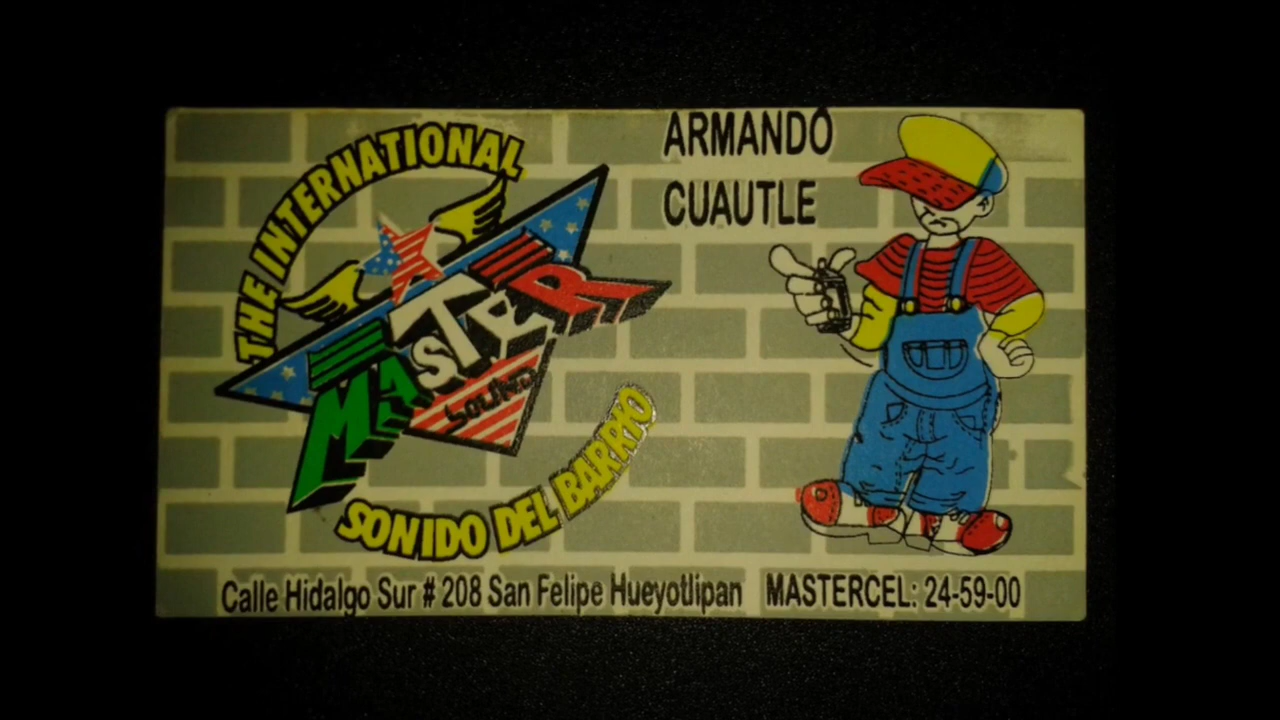 THE INTERNATIONAL
MASTER
SOUND
SONIDO DEL BARRIO
ARMANDO
CUAUTLE
Calle Hidalgo Sur # 208 San Felipe Hueyotlipan MASTERCEL: 24-59-00